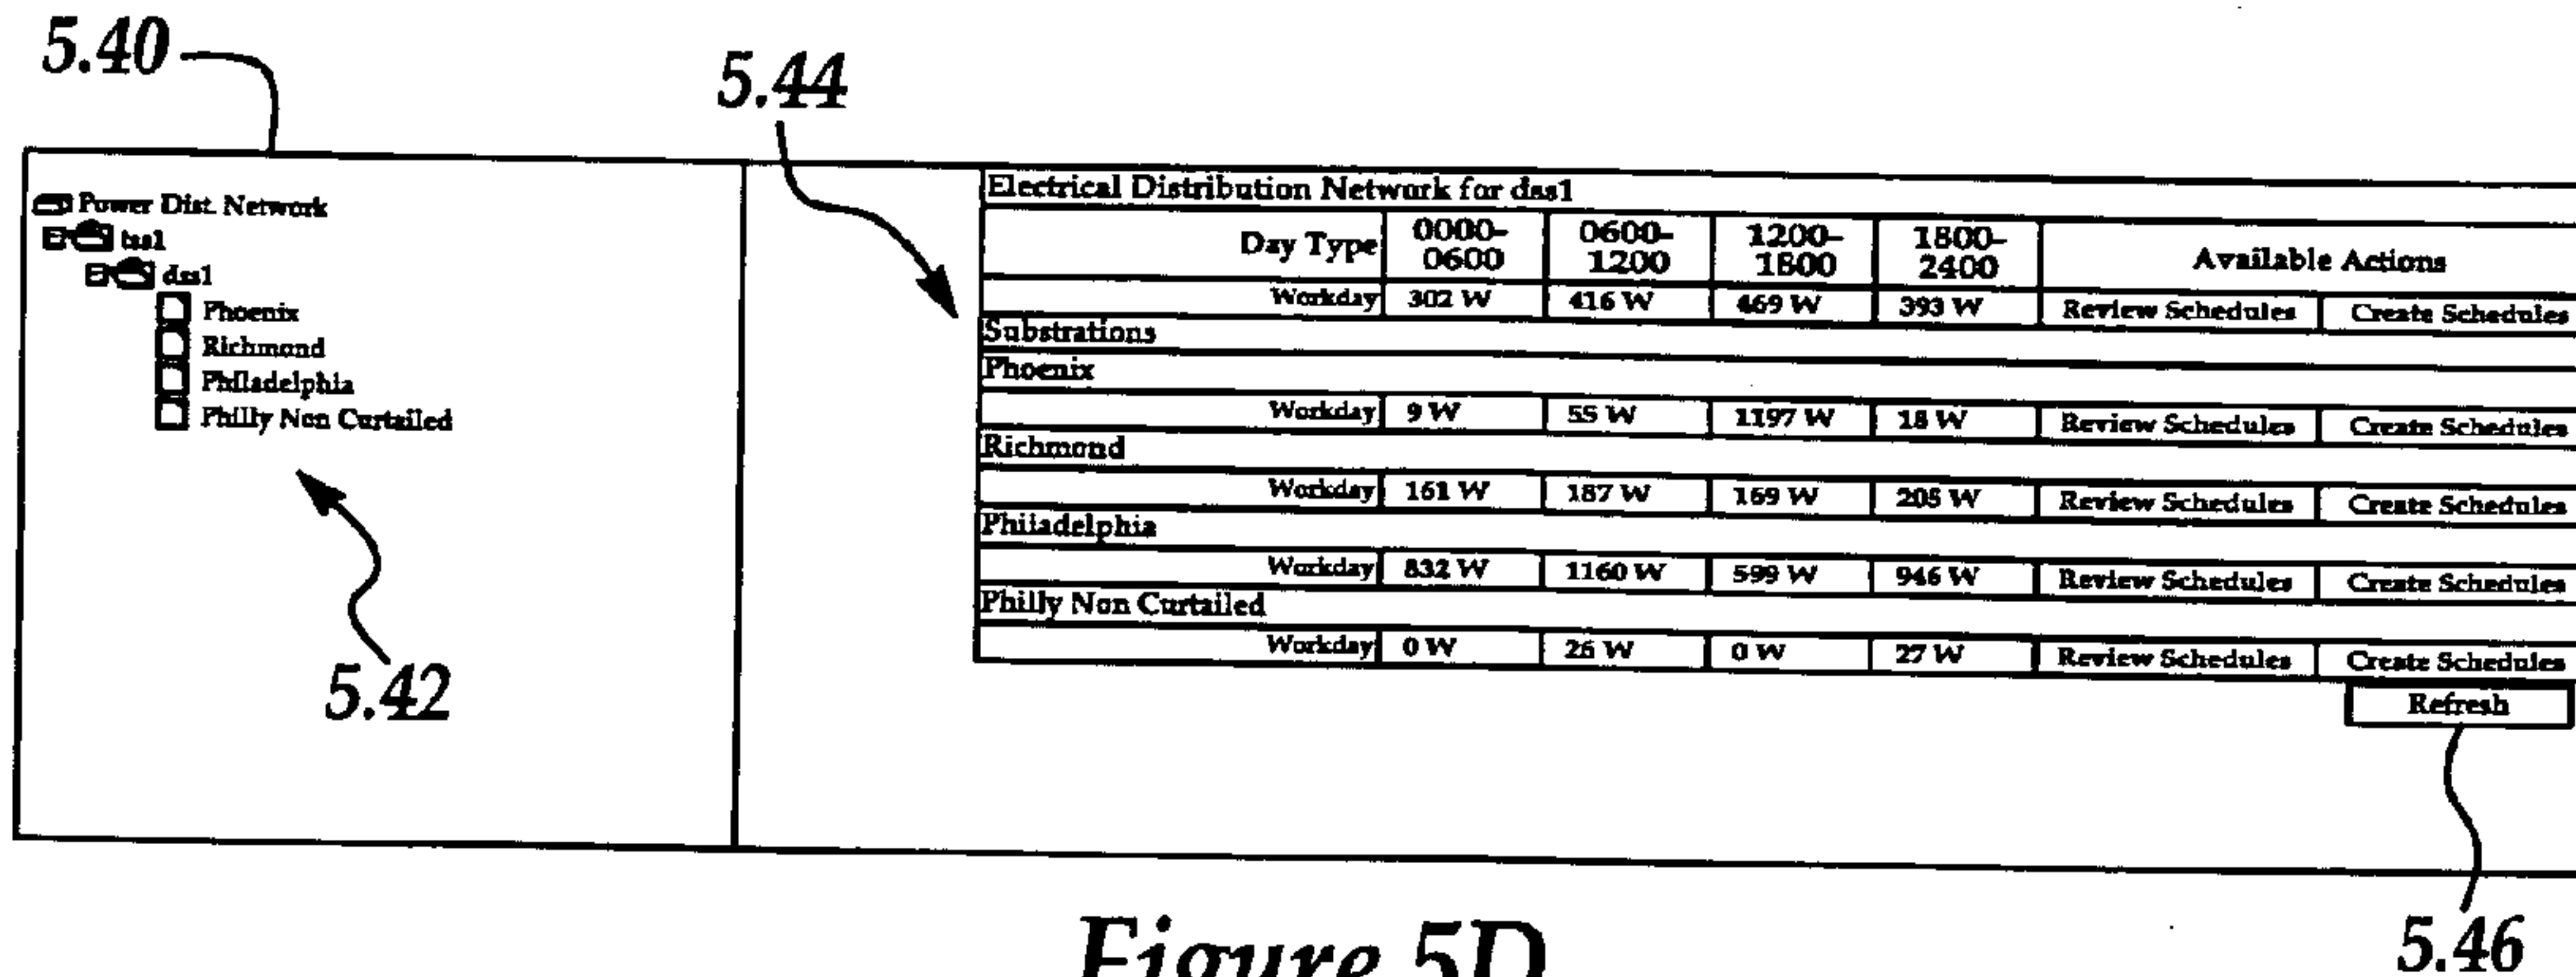 5.40
5.44
Power Dist. Network
tss1
dss1
Phoenix
Richmond
Philadelphia
Philly Non Curtailed
5.42
Electrical Distribution Network for dss1
Day Type 0000-0600 0600-1200 1200-1800 1800-2400 Available Actions
Workday 302 W 416 W 469 W 393 W Review Schedules Create Schedules
Substrations
Phoenix
Workday 9 W 55 W 1197 W 18 W Review Schedules Create Schedules
Richmond
Workday 161 W 187 W 169 W 205 W Review Schedules Create Schedules
Philadelphia
Workday 832 W 1160 W 599 W 946 W Review Schedules Create Schedules
Philly Non Curtailed
Workday 0 W 26 W 0 W 27 W Review Schedules Create Schedules
Refresh
5.46
Figure 5D